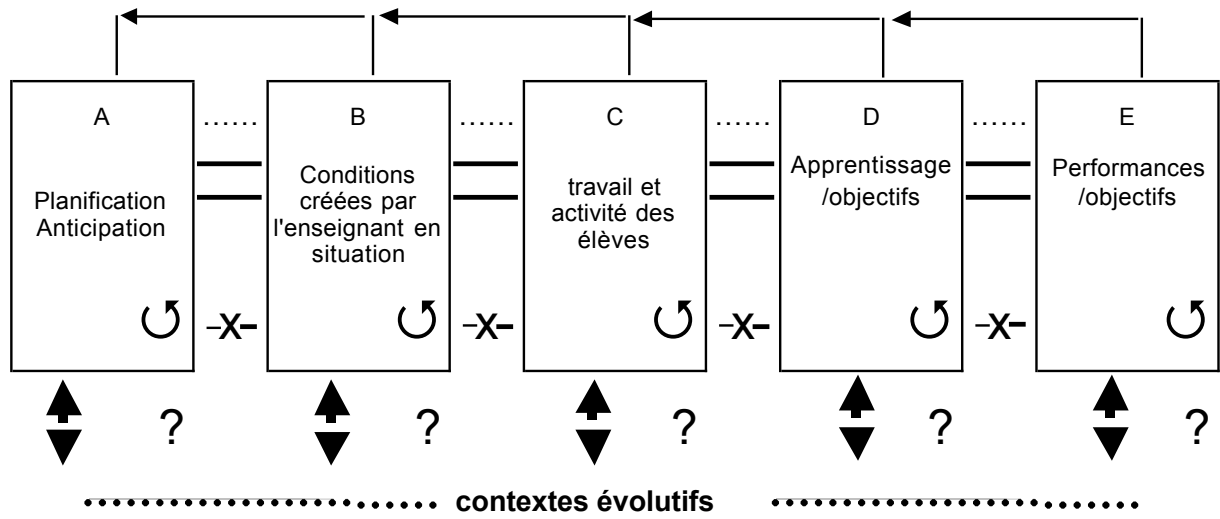 A
Planification
Anticipation
......
-X-
B
Conditions
créées par
l'enseignant en
situation
......
-X-
C
travail et
activité des
élèves
......
-X-
D
Apprentissage
/objectifs
......
-X-
E
Performances
/objectifs
?
?
?
?
?
contextes évolutifs